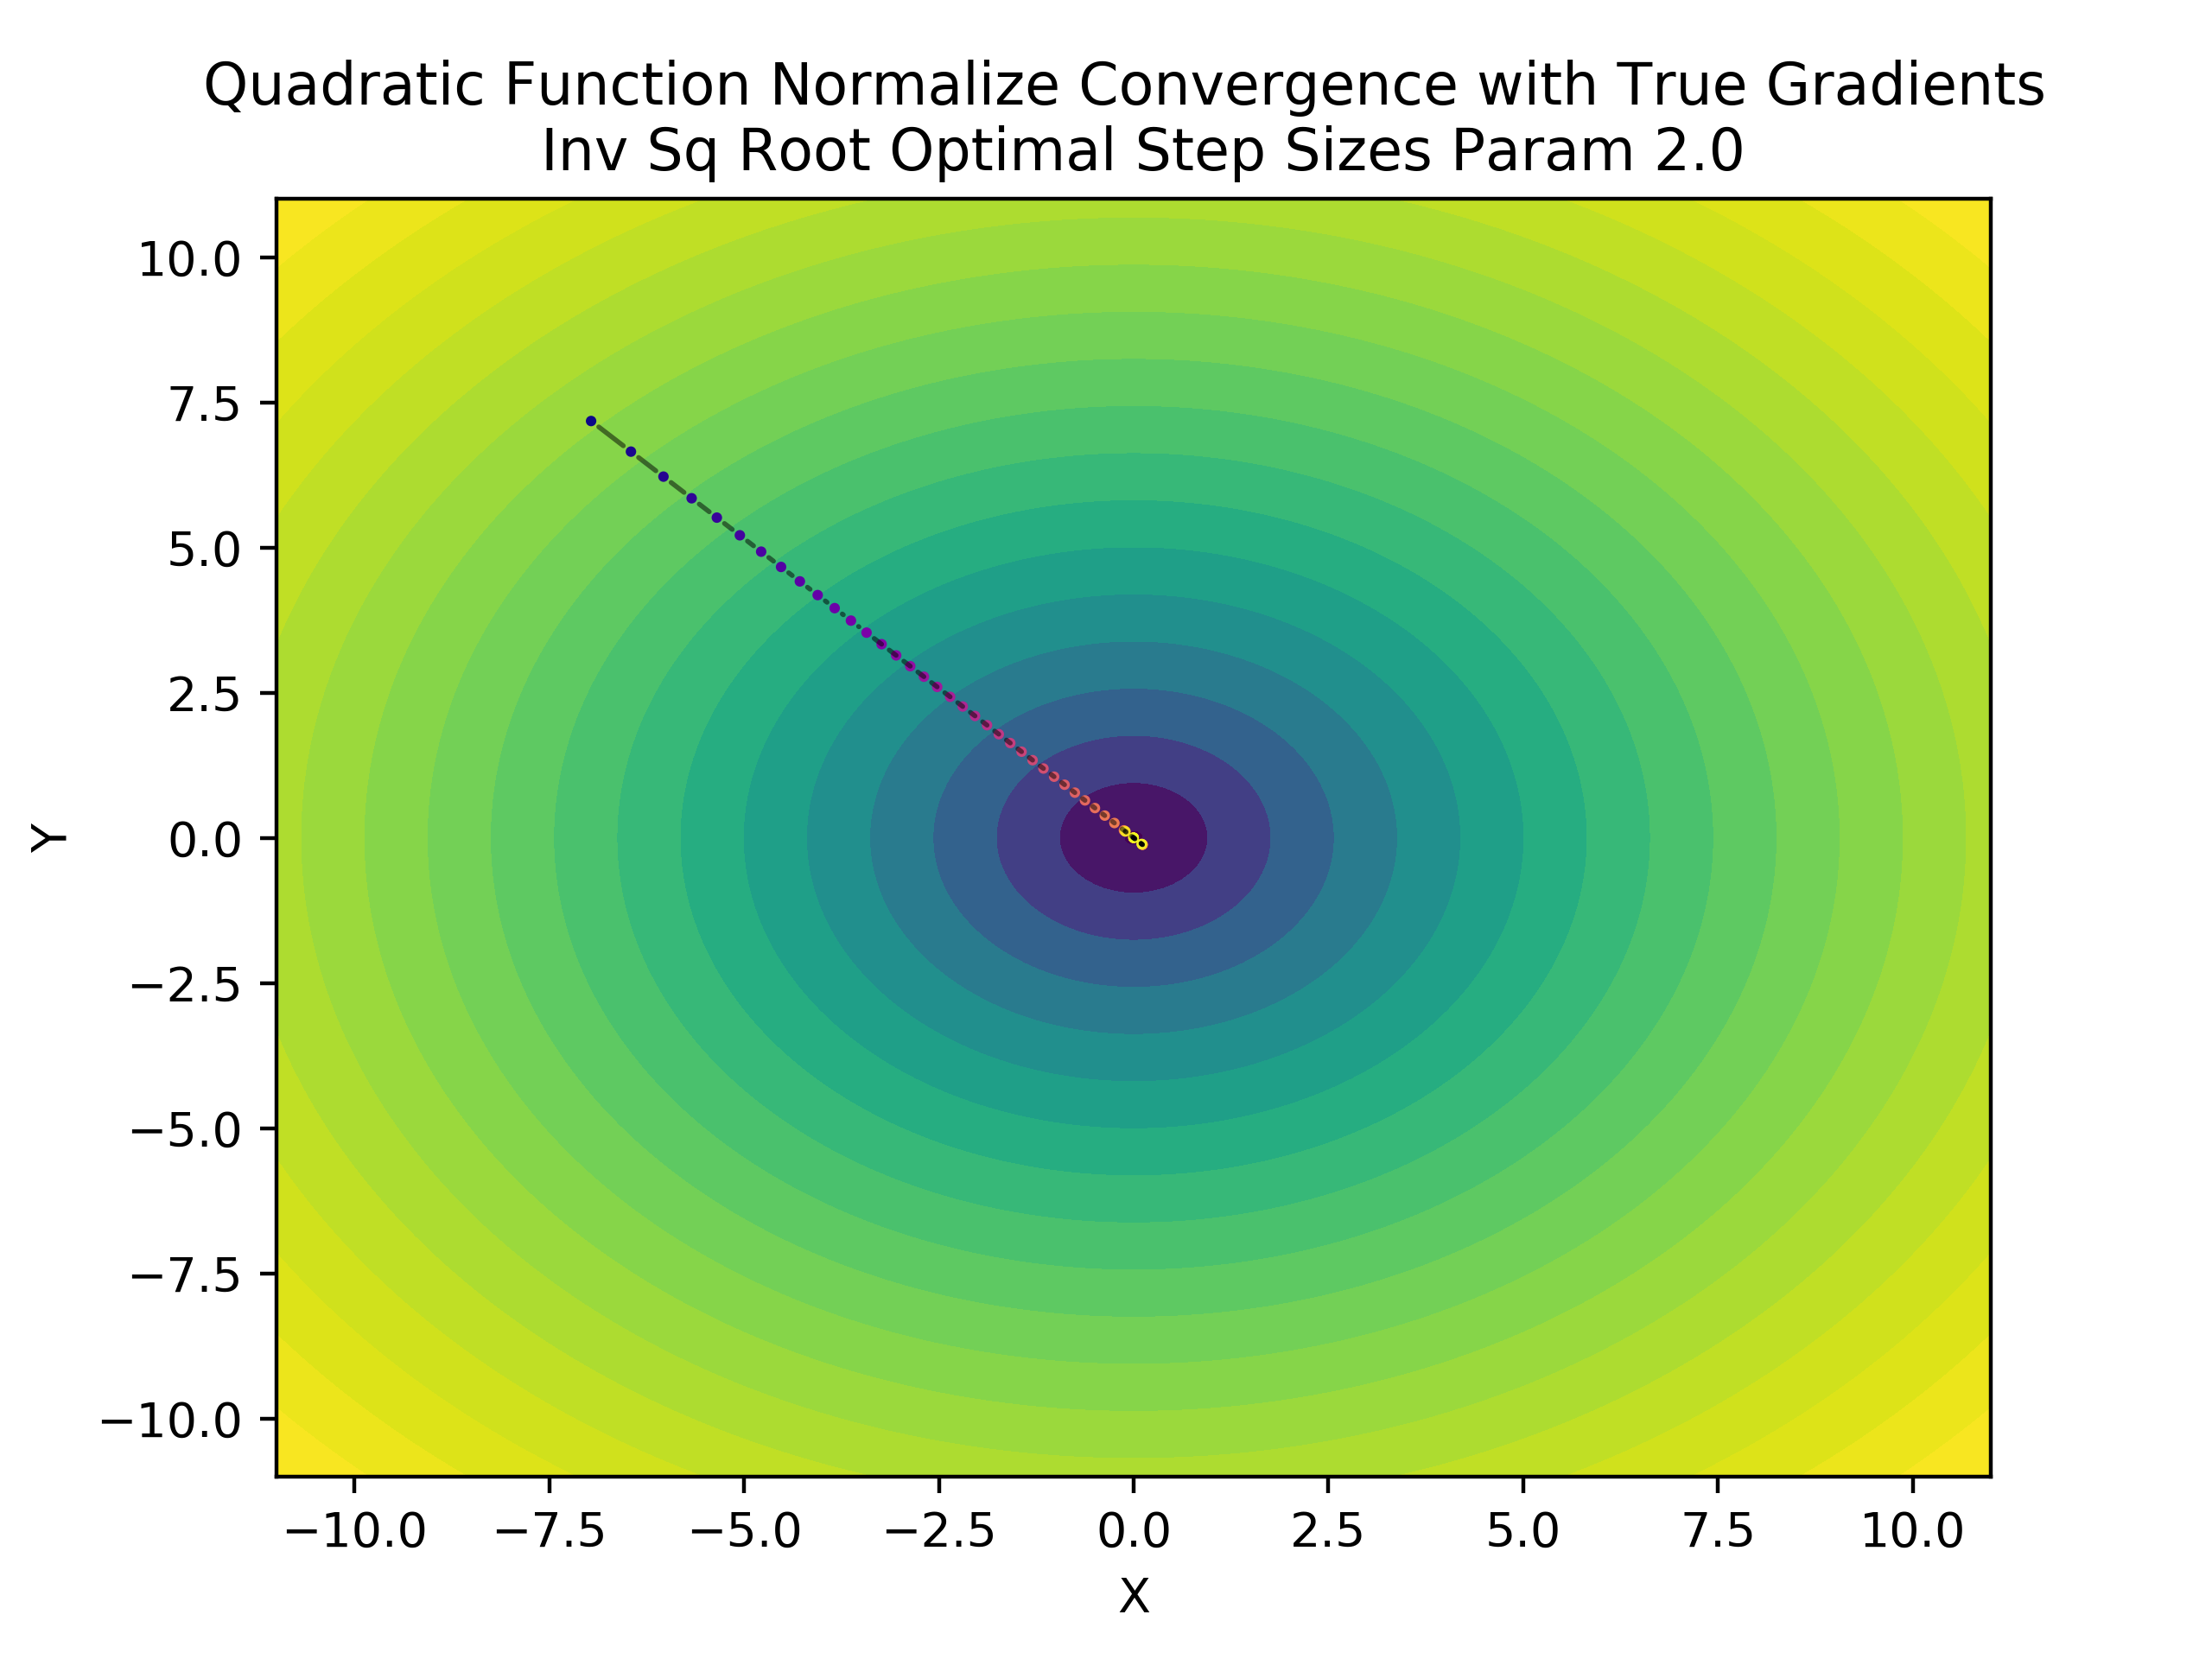 Quadratic Function Normalize Convergence with True Gradients
Inv Sq Root Optimal Step Sizes Param 2.0
10.0
7.5
5.0
2.5
0.0
−2.5
−5.0
−7.5
−10.0
Y
−10.0 −7.5 −5.0 −2.5 0.0 2.5 5.0 7.5 10.0
X